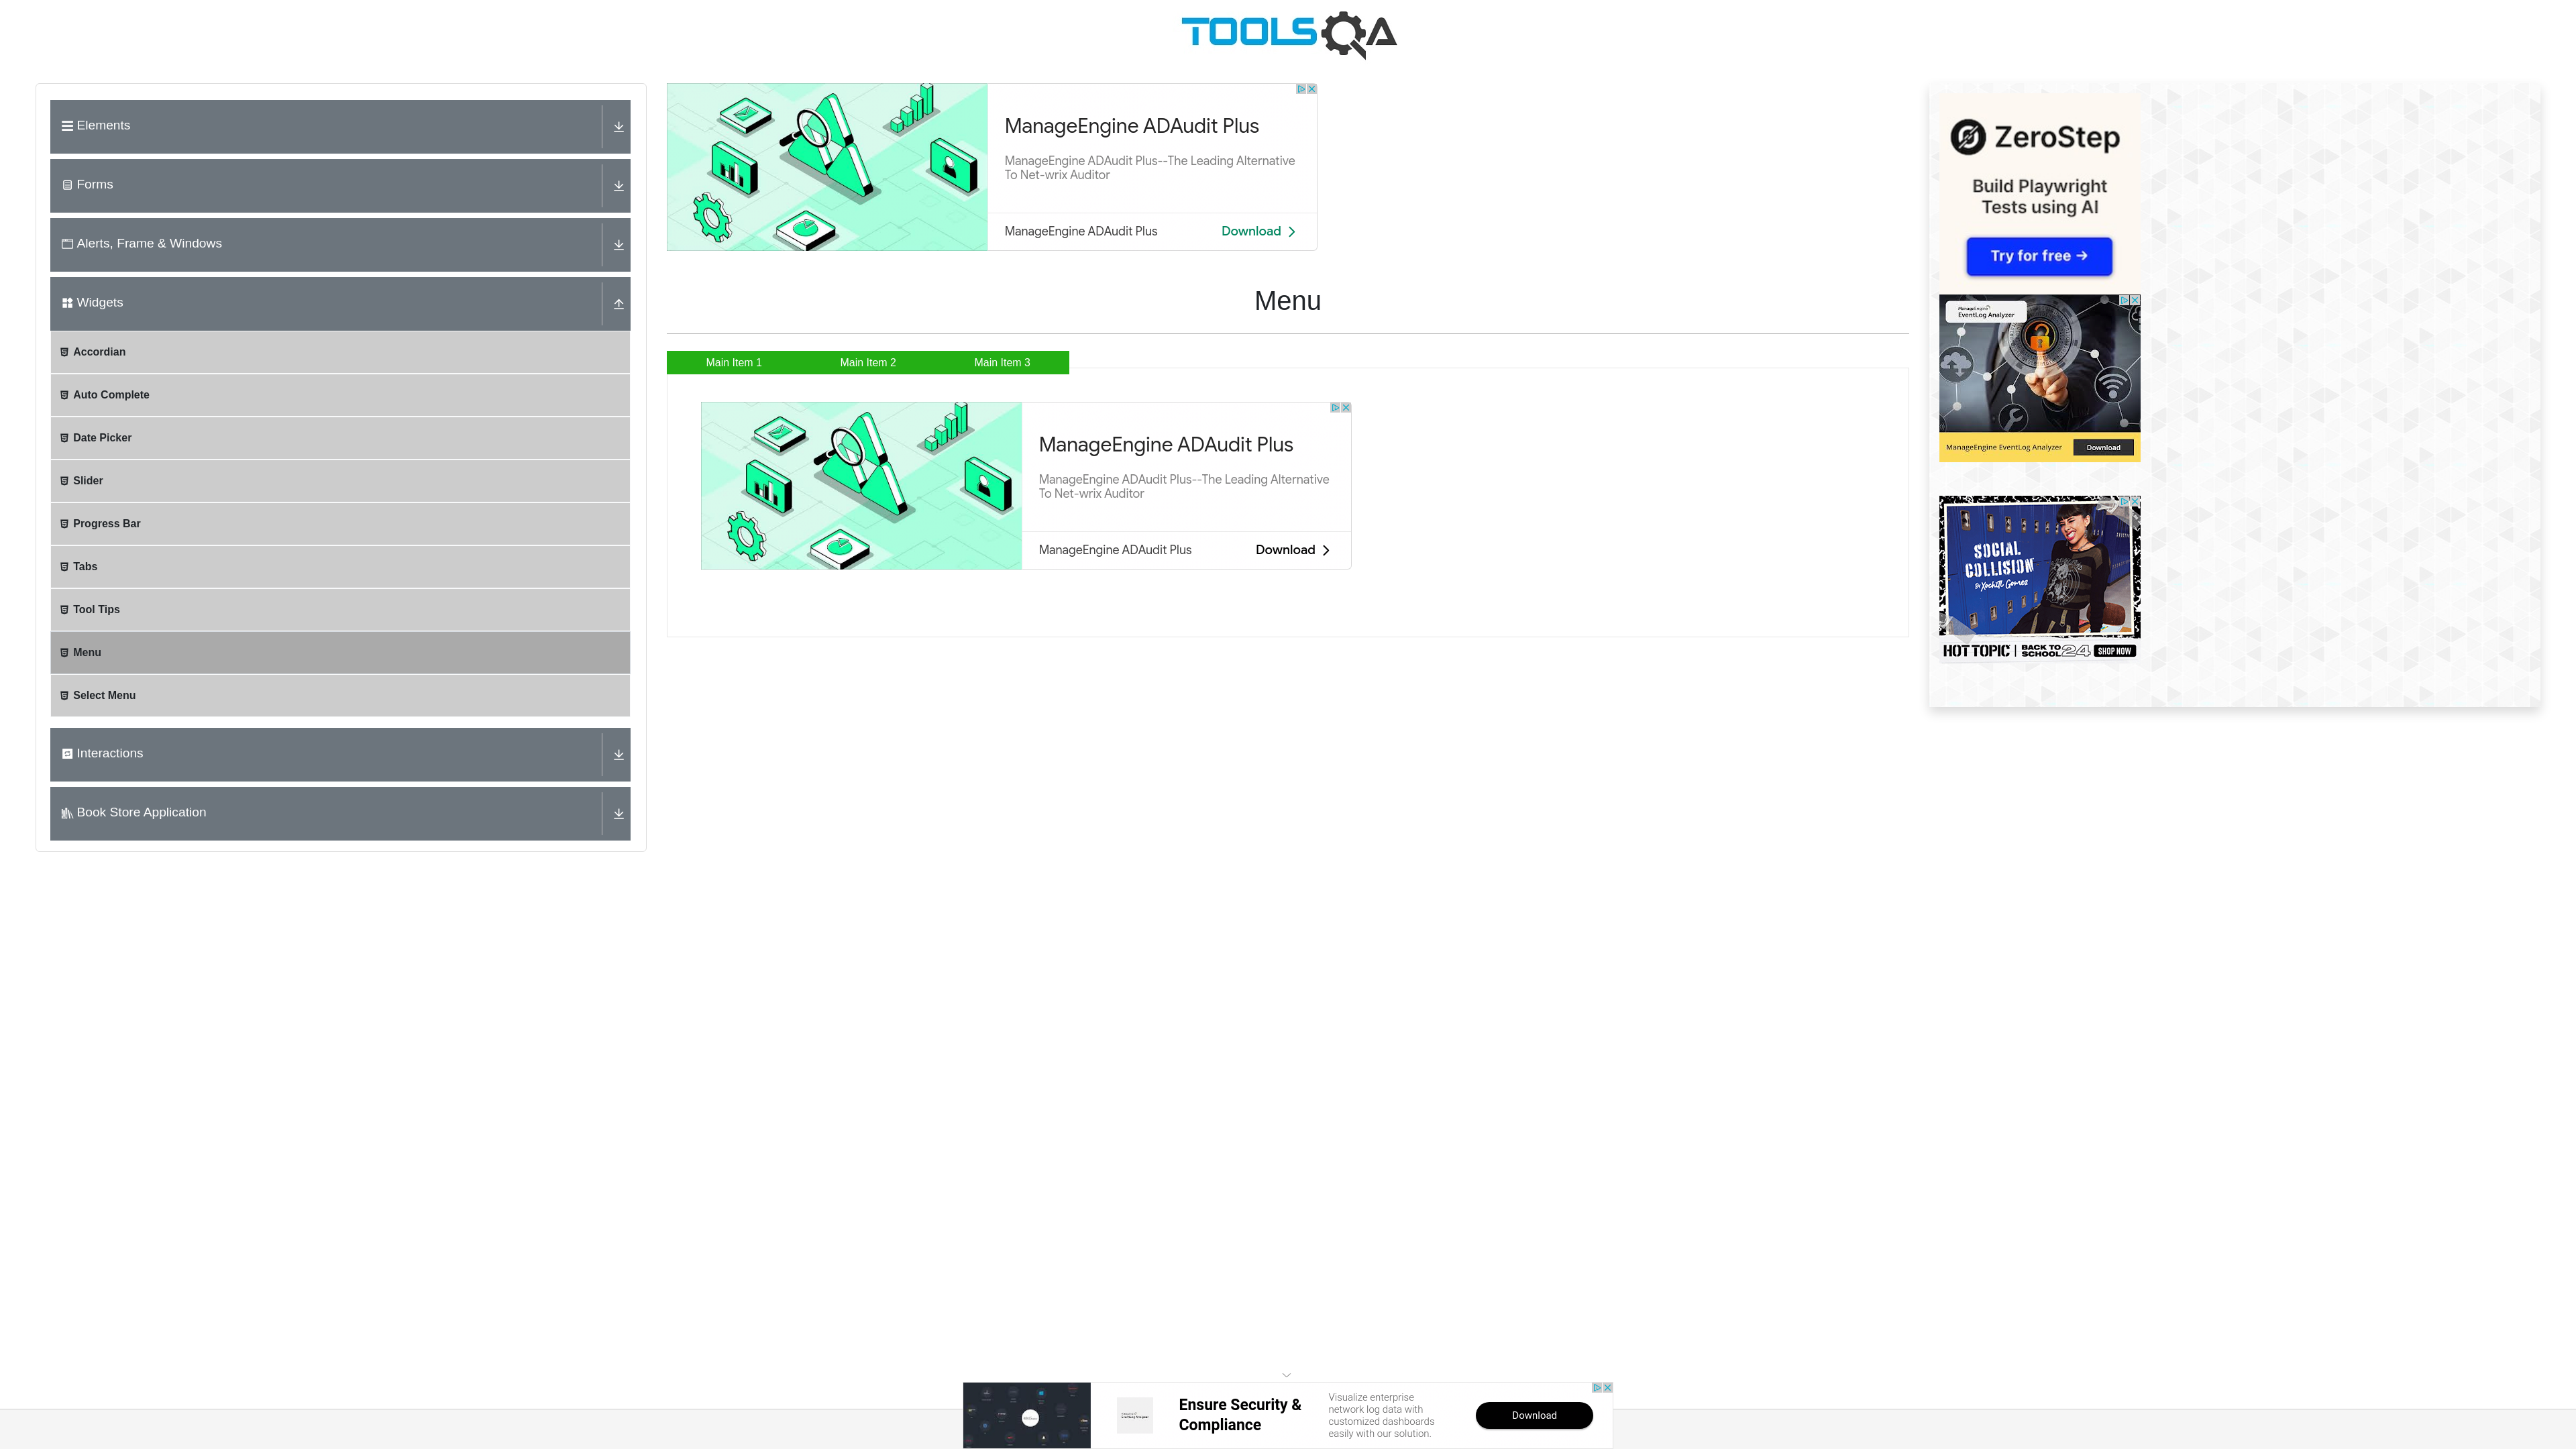 TOOLSQA
Elements
Forms
Alerts, Frame & Windows
Widgets
Accordian
Auto Complete
Date Picker
Slider
Progress Bar
Tabs
Tool Tips
Menu
Select Menu
Interactions
Book Store Application
ManageEngine ADAudit Plus
ManageEngine ADAudit Plus--The Leading Alternative
To Net-wrix Auditor
ManageEngine ADAudit Plus
Download
Menu
Main Item 1
Main Item 2
Main Item 3
ManageEngine ADAudit Plus
ManageEngine ADAudit Plus--The Leading Alternative
To Net-wrix Auditor
ManageEngine ADAudit Plus
Download
ZeroStep
Build Playwright
Tests using AI
Try for free →
ManageEngine
EventLog Analyzer
ManageEngine EventLog Analyzer
Download
SOCIAL
COLLISION
By Xochitl Gomez
HOT TOPIC | BACK TO SCHOOL 24 SHOP NOW
Ensure Security &
Compliance
Visualize enterprise
network log data with
customized dashboards
easily with our solution.
Download